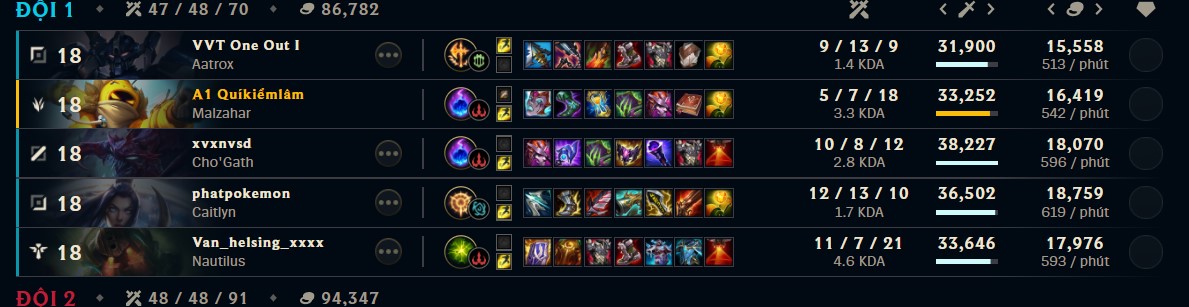 ĐỘI 1 47 / 48 / 70 86,782
18 VVT One Out I 9 / 13 / 9 31,900 15,558
Aatrox 1.4 KDA 513 / phút
18 A1 Quíkiếmlâm 5 / 7 / 18 33,252 16,419
Malzahar 3.3 KDA 542 / phút
18 xvxnvsd 10 / 8 / 12 38,227 18,070
Cho'Gath 2.8 KDA 596 / phút
18 phatpokemon 12 / 13 / 10 36,502 18,759
Caitlyn 1.7 KDA 619 / phút
18 Van_helsing_xxxx 11 / 7 / 21 33,646 17,976
Nautilus 4.6 KDA 593 / phút
ĐỘI 2 48 / 48 / 91 94,347